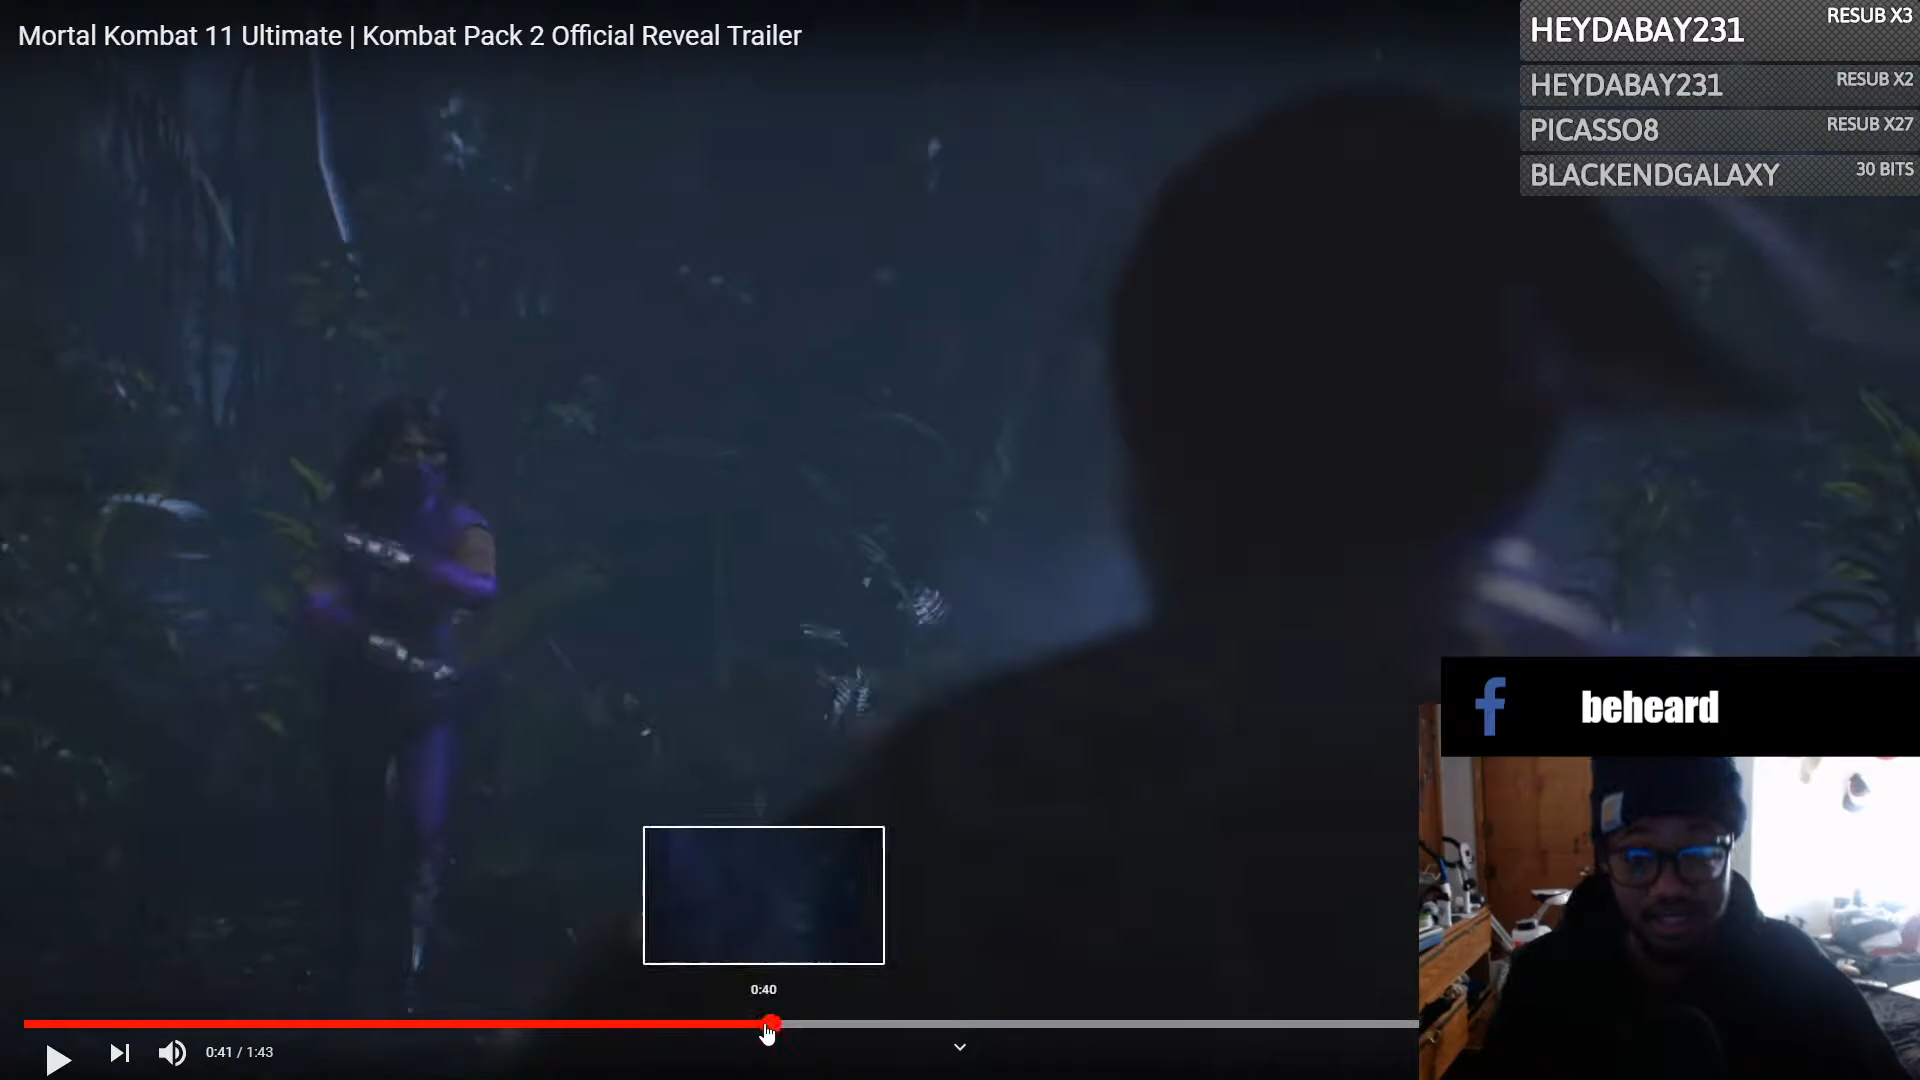 Mortal Kombat 11 Ultimate | Kombat Pack 2 Official Reveal Trailer
HEYDABAY231 RESUB X3
HEYDABAY231 RESUB X2
PICASSO8 RESUB X27
BLACKENDGALAXY 30 BITS
beheard
0:40
0:41 / 1:43